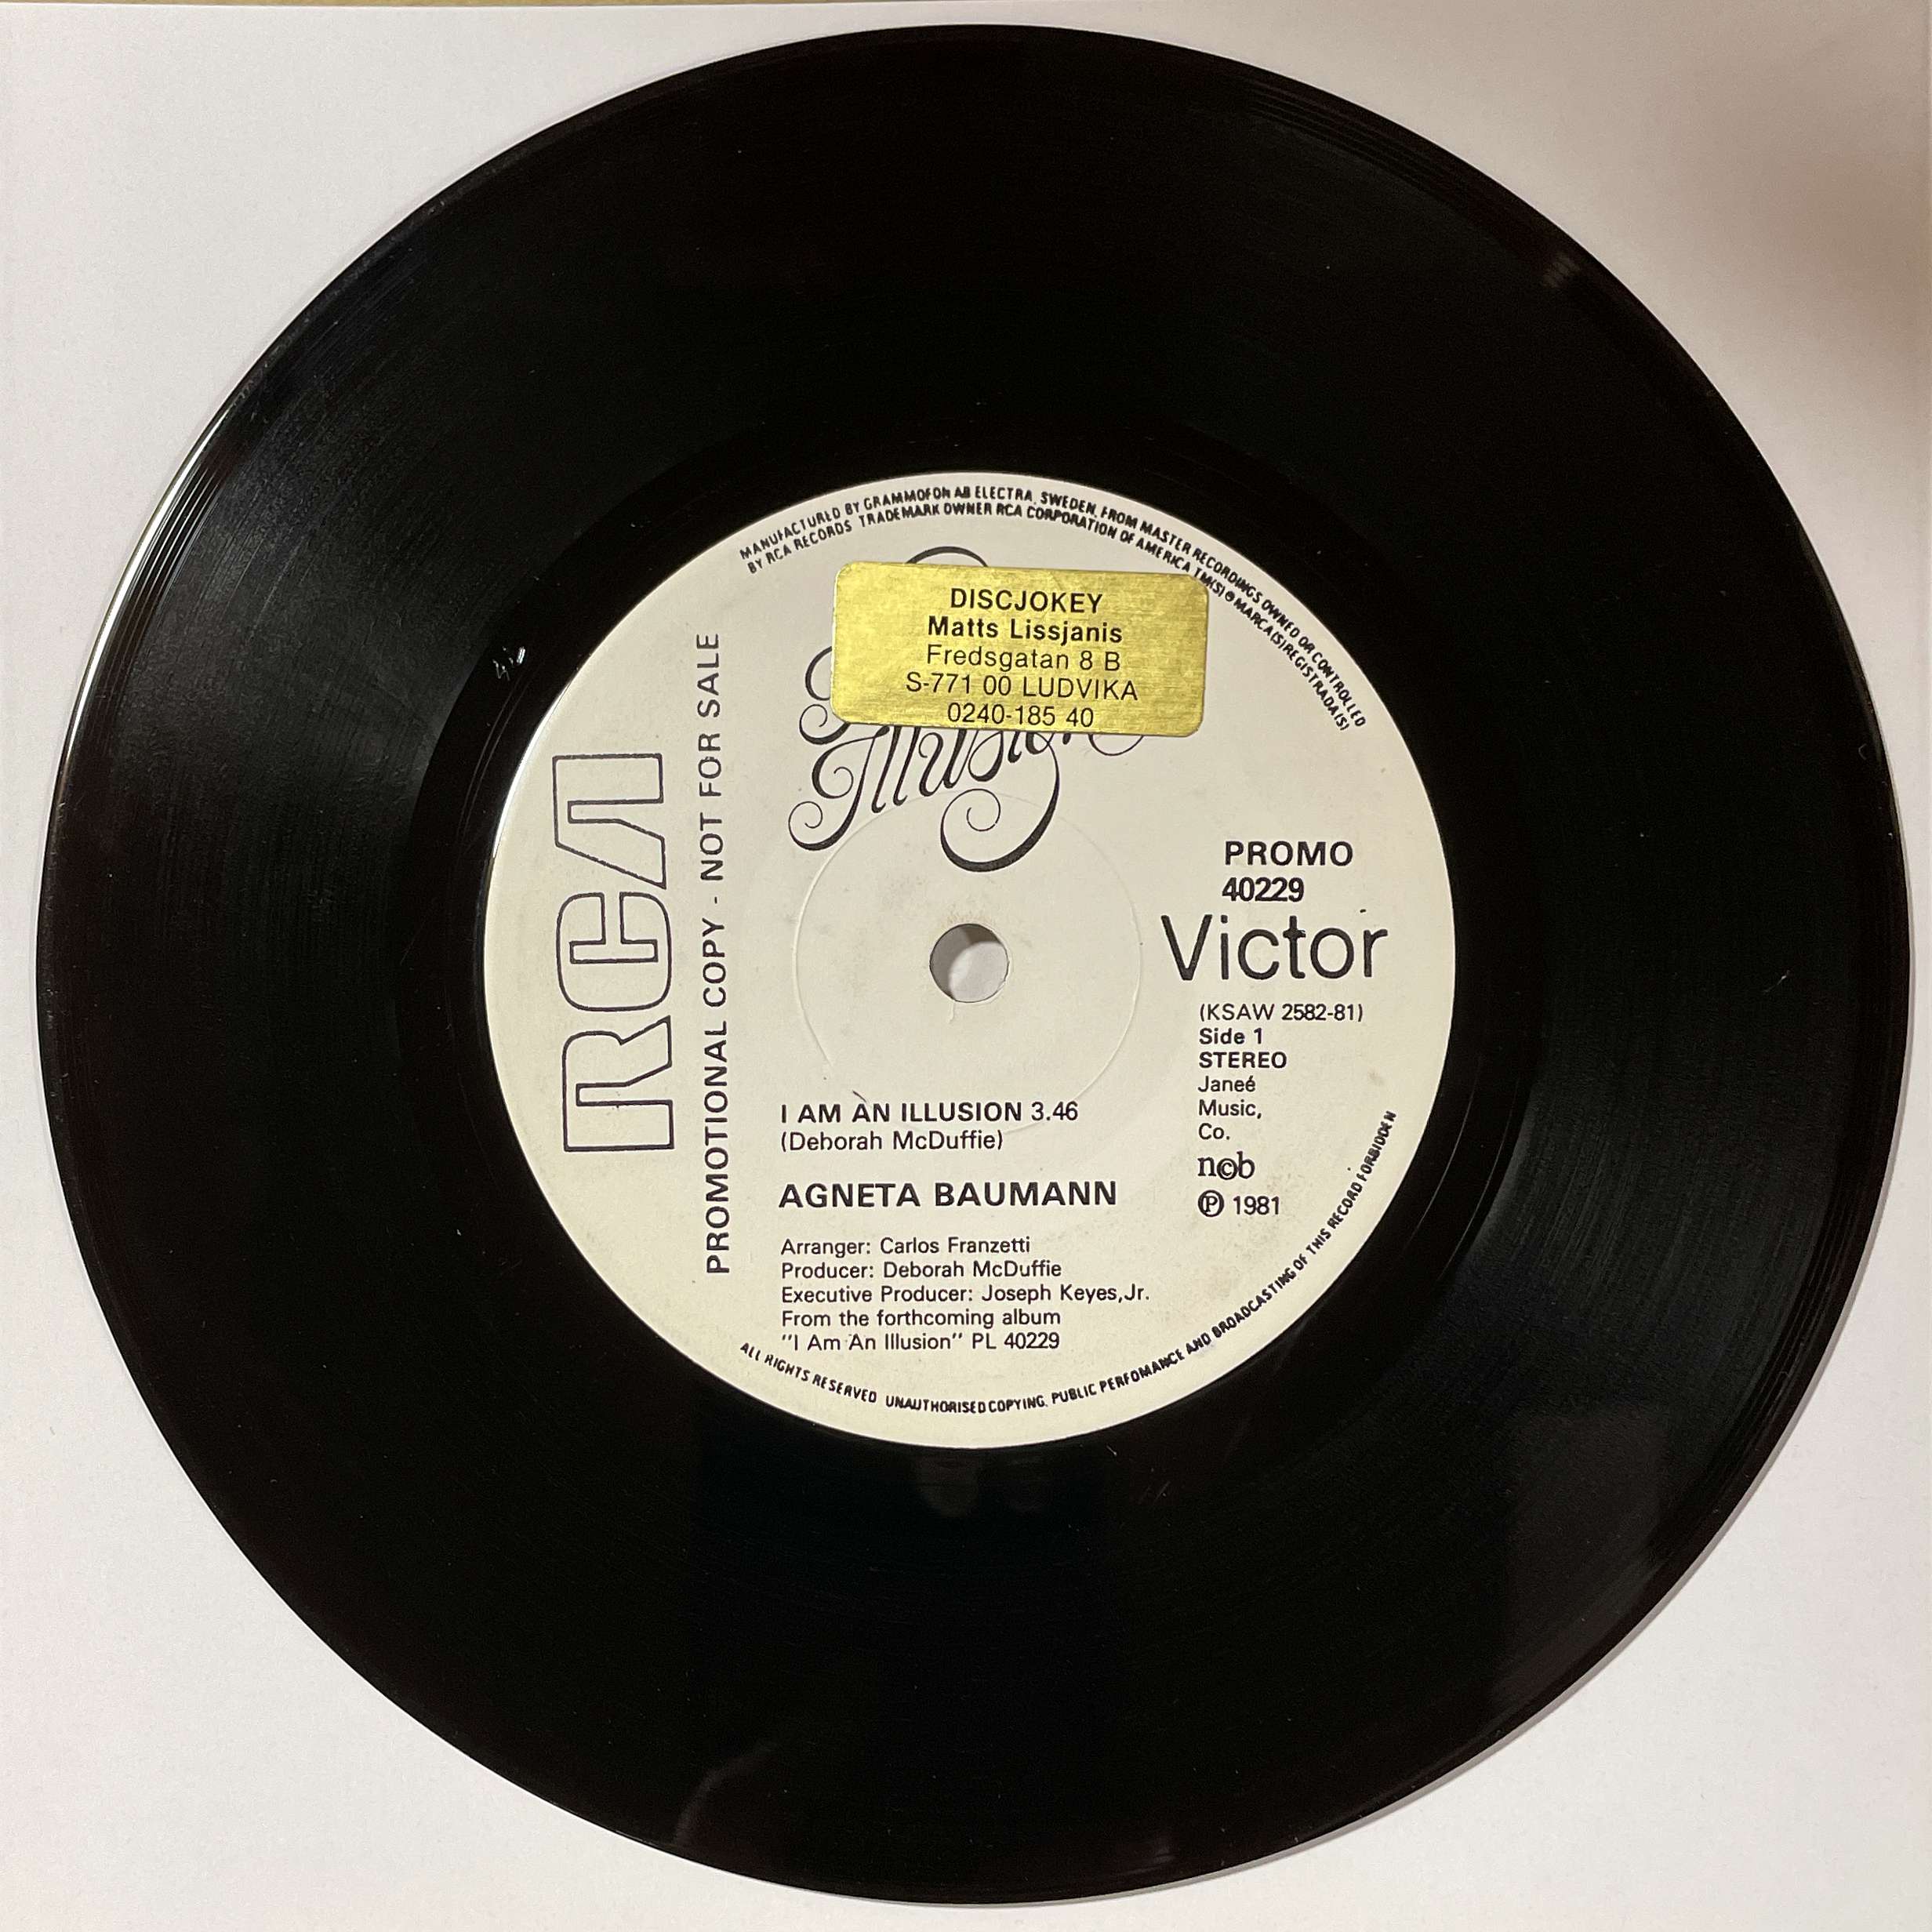 MANUFACTURED BY GRAMMOFON AB ELECTRA, SWEDEN, FROM MASTER RECORDINGS OWNED OR CONTROLLED
BY RCA RECORDS TRADEMARK OWNER RCA CORPORATION OF AMERICA TM(S) ® MARCA(S) REGISTRADA(S)
DISCJOKEY
Matts Lissjanis
Fredsgatan 8 B
S-771 00 LUDVIKA
0240-185 40
Illusion
RCA
PROMOTIONAL COPY - NOT FOR SALE
PROMO
40229
Victor
(KSAW 2582-81)
Side 1
STEREO
Janeé
Music,
Co.
ncb
℗ 1981
I AM AN ILLUSION 3.46
(Deborah McDuffie)
AGNETA BAUMANN
Arranger: Carlos Franzetti
Producer: Deborah McDuffie
Executive Producer: Joseph Keyes,Jr.
From the forthcoming album
"I Am An Illusion" PL 40229
ALL RIGHTS RESERVED UNAUTHORISED COPYING, PUBLIC PERFOMANCE AND BROADCASTING OF THIS RECORD FORBIDDEN